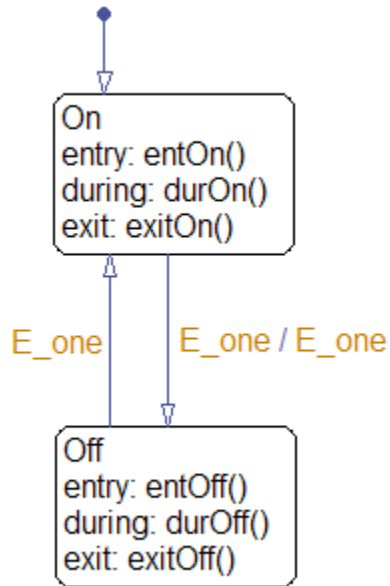 On
entry: entOn()
during: durOn()
exit: exitOn()
E_one
E_one / E_one
Off
entry: entOff()
during: durOff()
exit: exitOff()